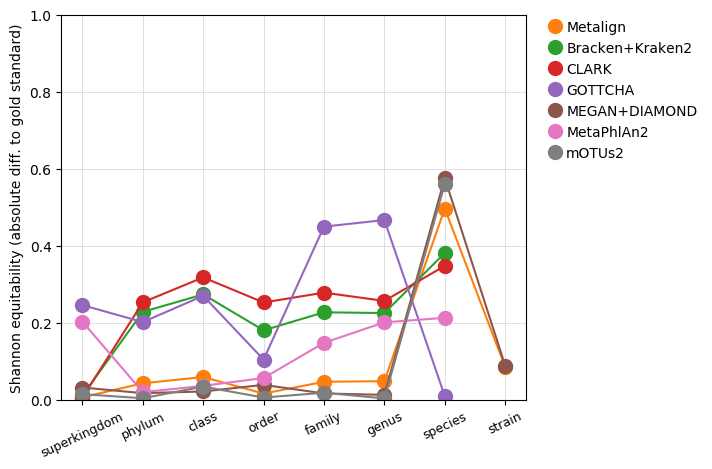 Shannon equitability (absolute diff. to gold standard)
1.0
0.8
0.6
0.4
0.2
0.0
superkingdom
phylum
class
order
family
genus
species
strain
Metalign
Bracken+Kraken2
CLARK
GOTTCHA
MEGAN+DIAMOND
MetaPhlAn2
mOTUs2